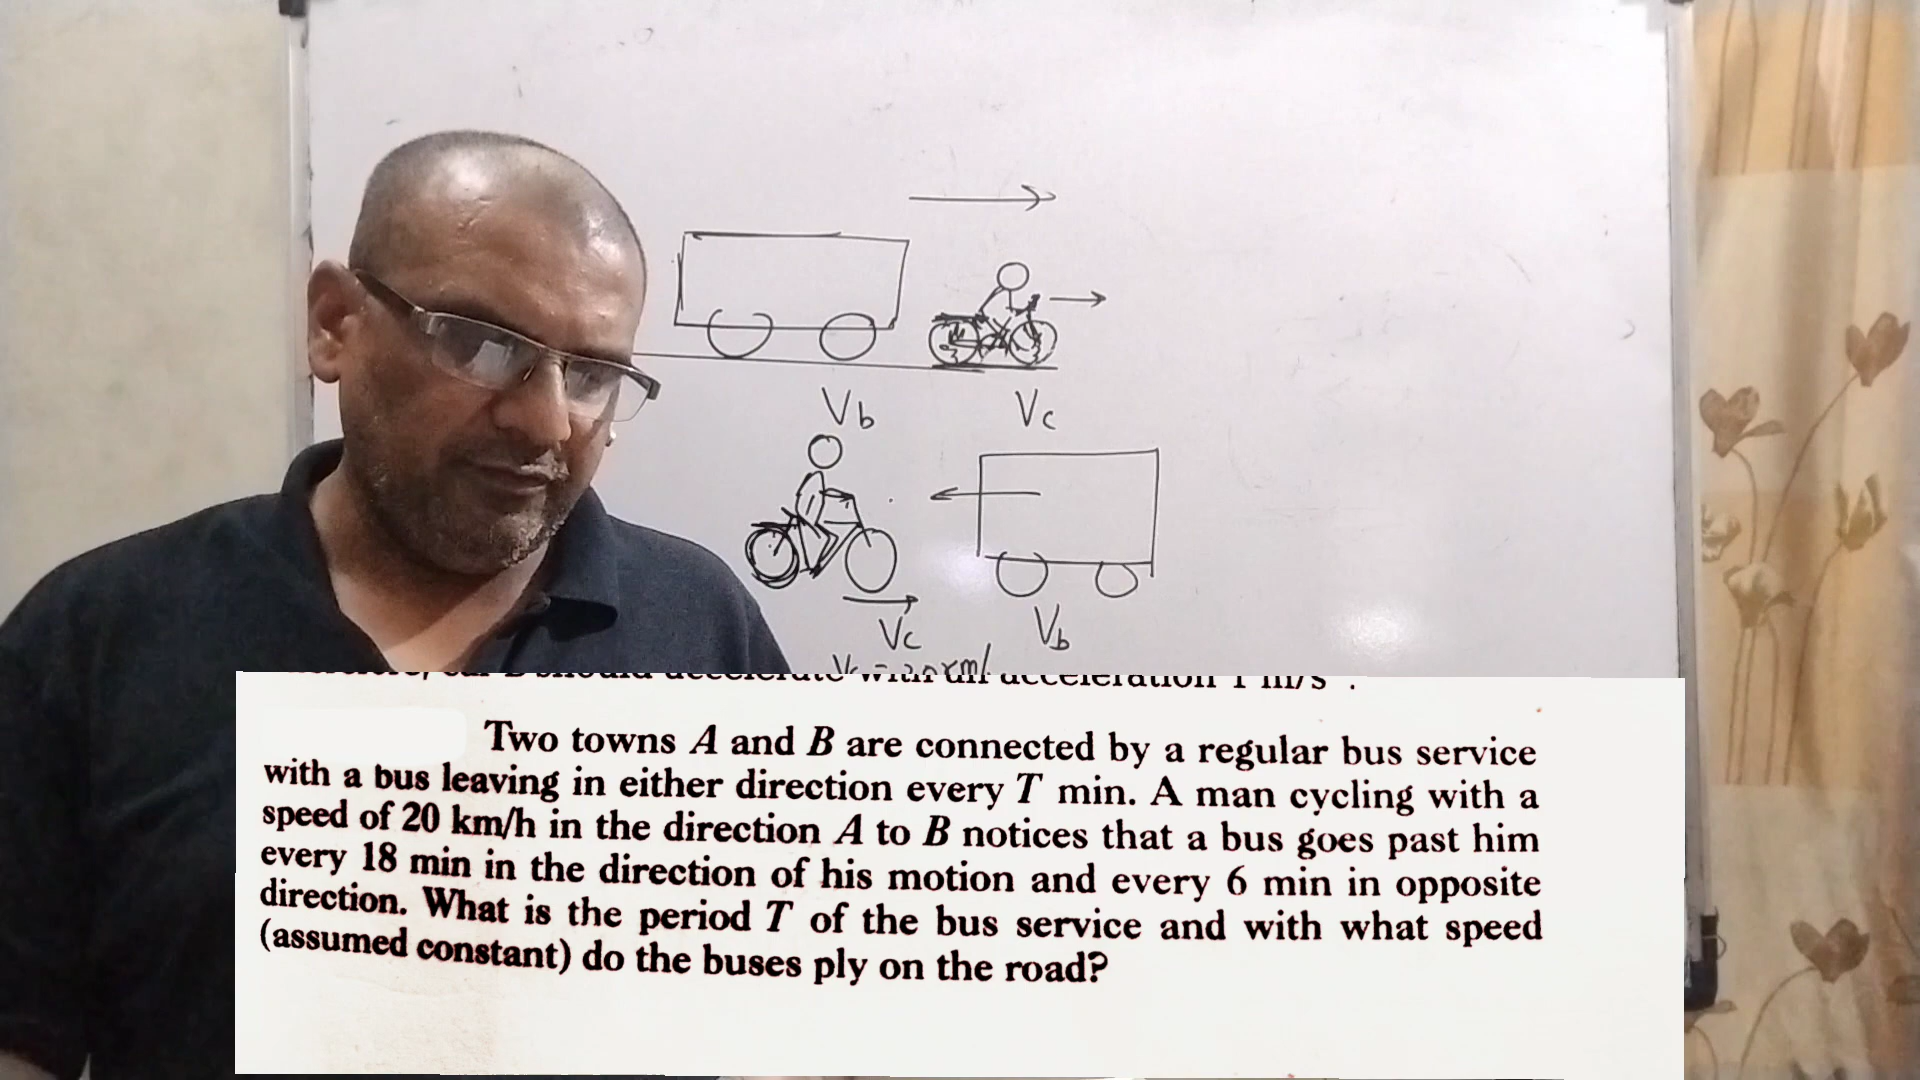 Vb Vc
Vc Vb
acceleration 1 m/s
Two towns A and B are connected by a regular bus service
with a bus leaving in either direction every T min. A man cycling with a
speed of 20 km/h in the direction A to B notices that a bus goes past him
every 18 min in the direction of his motion and every 6 min in opposite
direction. What is the period T of the bus service and with what speed
(assumed constant) do the buses ply on the road?